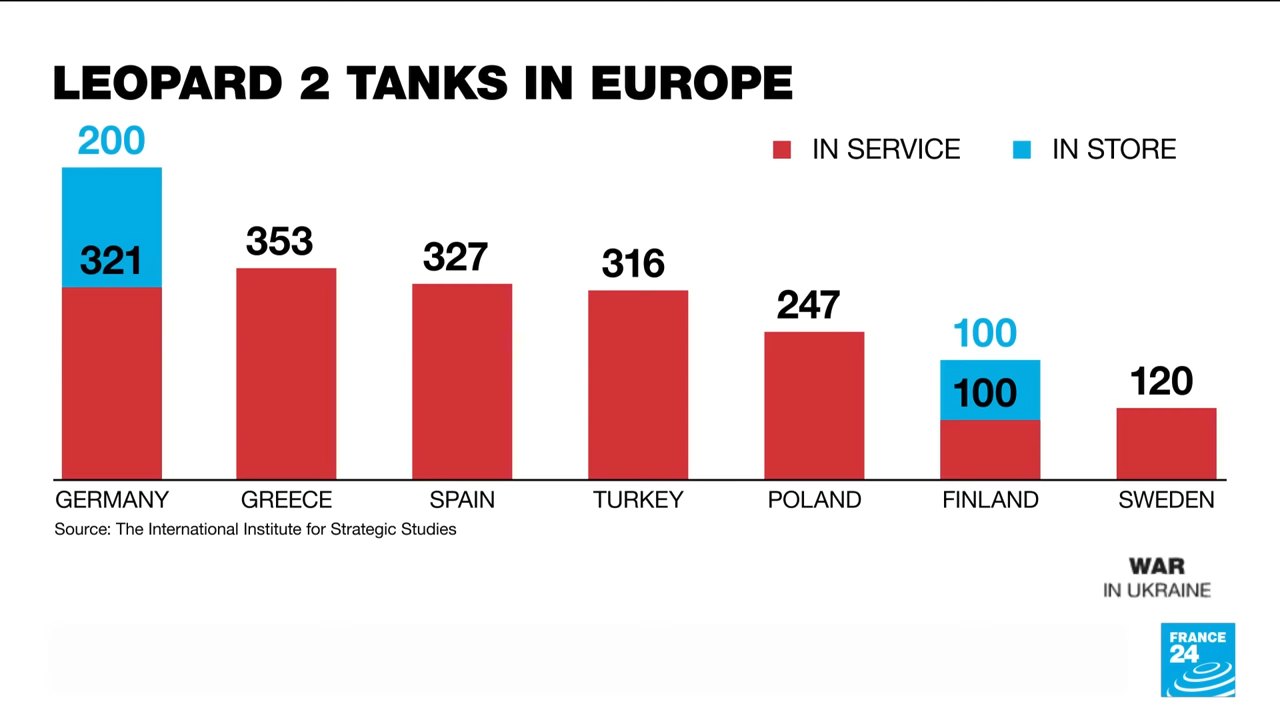 LEOPARD 2 TANKS IN EUROPE
IN SERVICE
IN STORE
200
321
353
327
316
247
100
100
120
GERMANY
GREECE
SPAIN
TURKEY
POLAND
FINLAND
SWEDEN
Source: The International Institute for Strategic Studies
WAR
IN UKRAINE
FRANCE
24